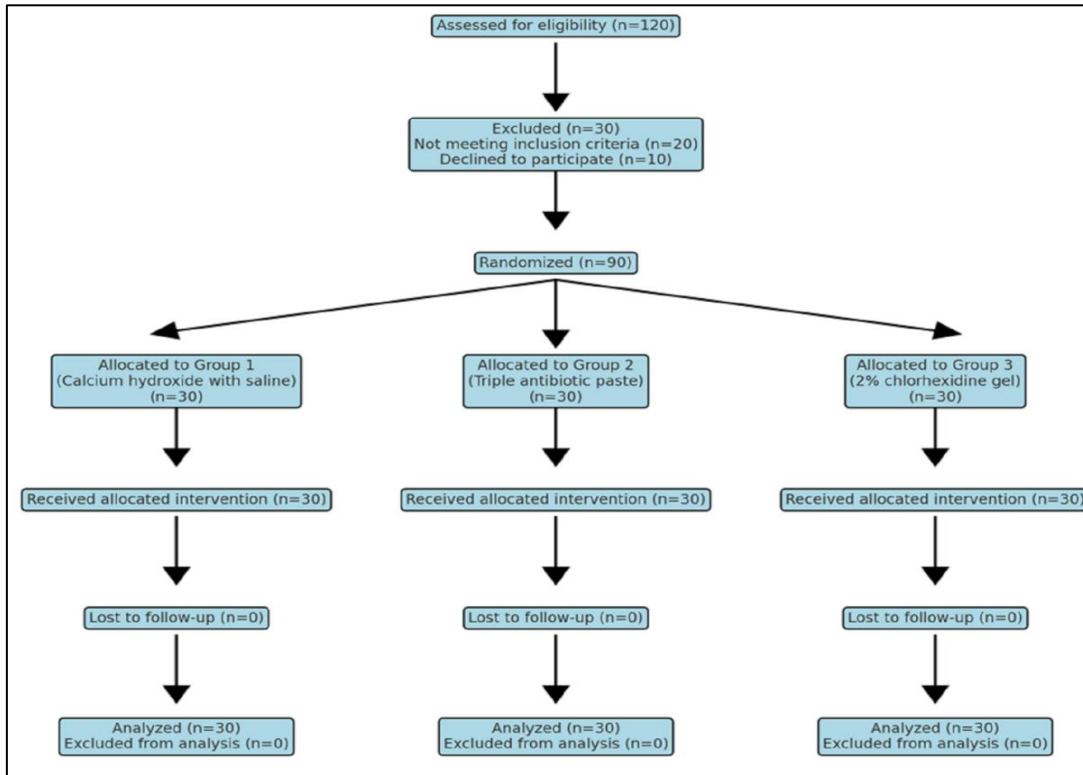 Assessed for eligibility (n=120)
Excluded (n=30)
Not meeting inclusion criteria (n=20)
Declined to participate (n=10)
Randomized (n=90)
Allocated to Group 1
(Calcium hydroxide with saline)
(n=30)
Allocated to Group 2
(Triple antibiotic paste)
(n=30)
Allocated to Group 3
(2% chlorhexidine gel)
(n=30)
Received allocated intervention (n=30)
Received allocated intervention (n=30)
Received allocated intervention (n=30)
Lost to follow-up (n=0)
Lost to follow-up (n=0)
Lost to follow-up (n=0)
Analyzed (n=30)
Excluded from analysis (n=0)
Analyzed (n=30)
Excluded from analysis (n=0)
Analyzed (n=30)
Excluded from analysis (n=0)